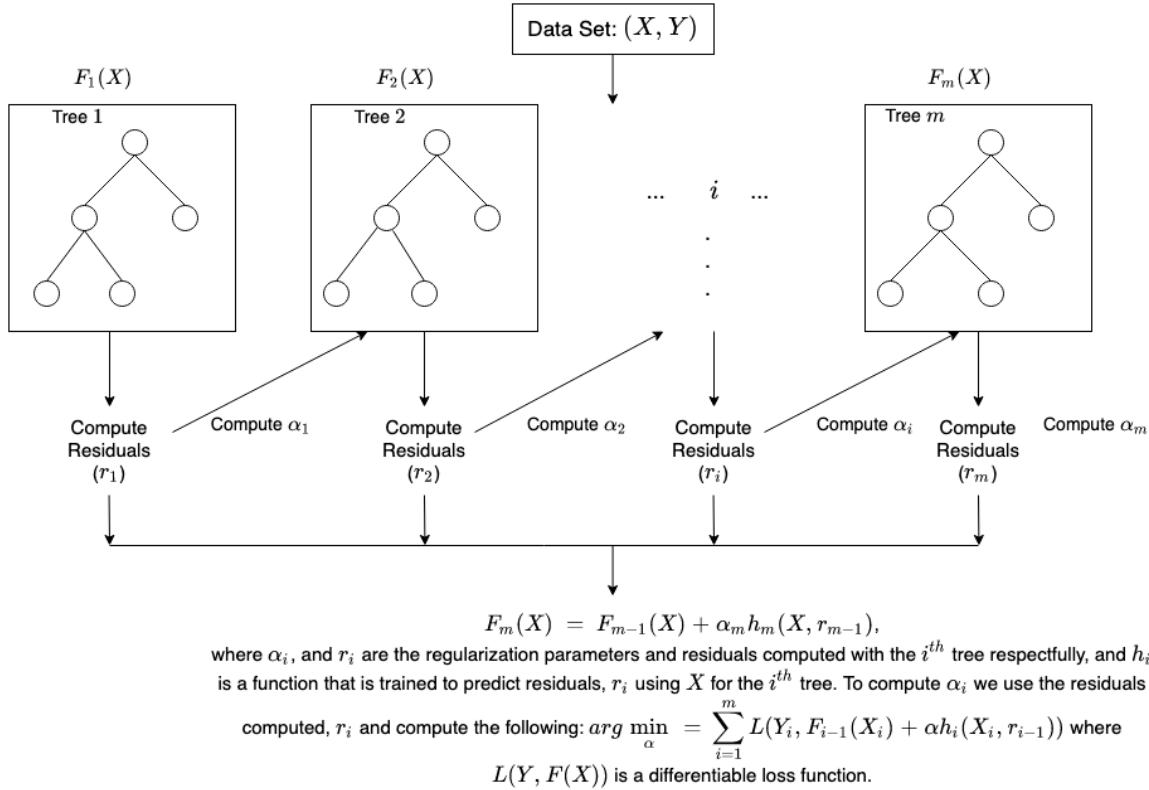 Data Set: (X, Y)
F₁(X)
F₂(X)
Fₘ(X)
Tree 1
Tree 2
Tree m
... i ...
.
.
.
Compute
Residuals
(r₁)
Compute α₁
Compute
Residuals
(r₂)
Compute α₂
Compute
Residuals
(rᵢ)
Compute αᵢ
Compute
Residuals
(rₘ)
Compute αₘ
Fₘ(X) = Fₘ₋₁(X) + αₘhₘ(X, rₘ₋₁),
where αᵢ, and rᵢ are the regularization parameters and residuals computed with the iᵗʰ tree respectfully, and hᵢ
is a function that is trained to predict residuals, rᵢ using X for the iᵗʰ tree. To compute αᵢ we use the residuals
computed, rᵢ and compute the following: arg min_α = ∑_{i=1}^{m} L(Yᵢ, Fᵢ₋₁(Xᵢ) + αhᵢ(Xᵢ, rᵢ₋₁)) where
L(Y, F(X)) is a differentiable loss function.